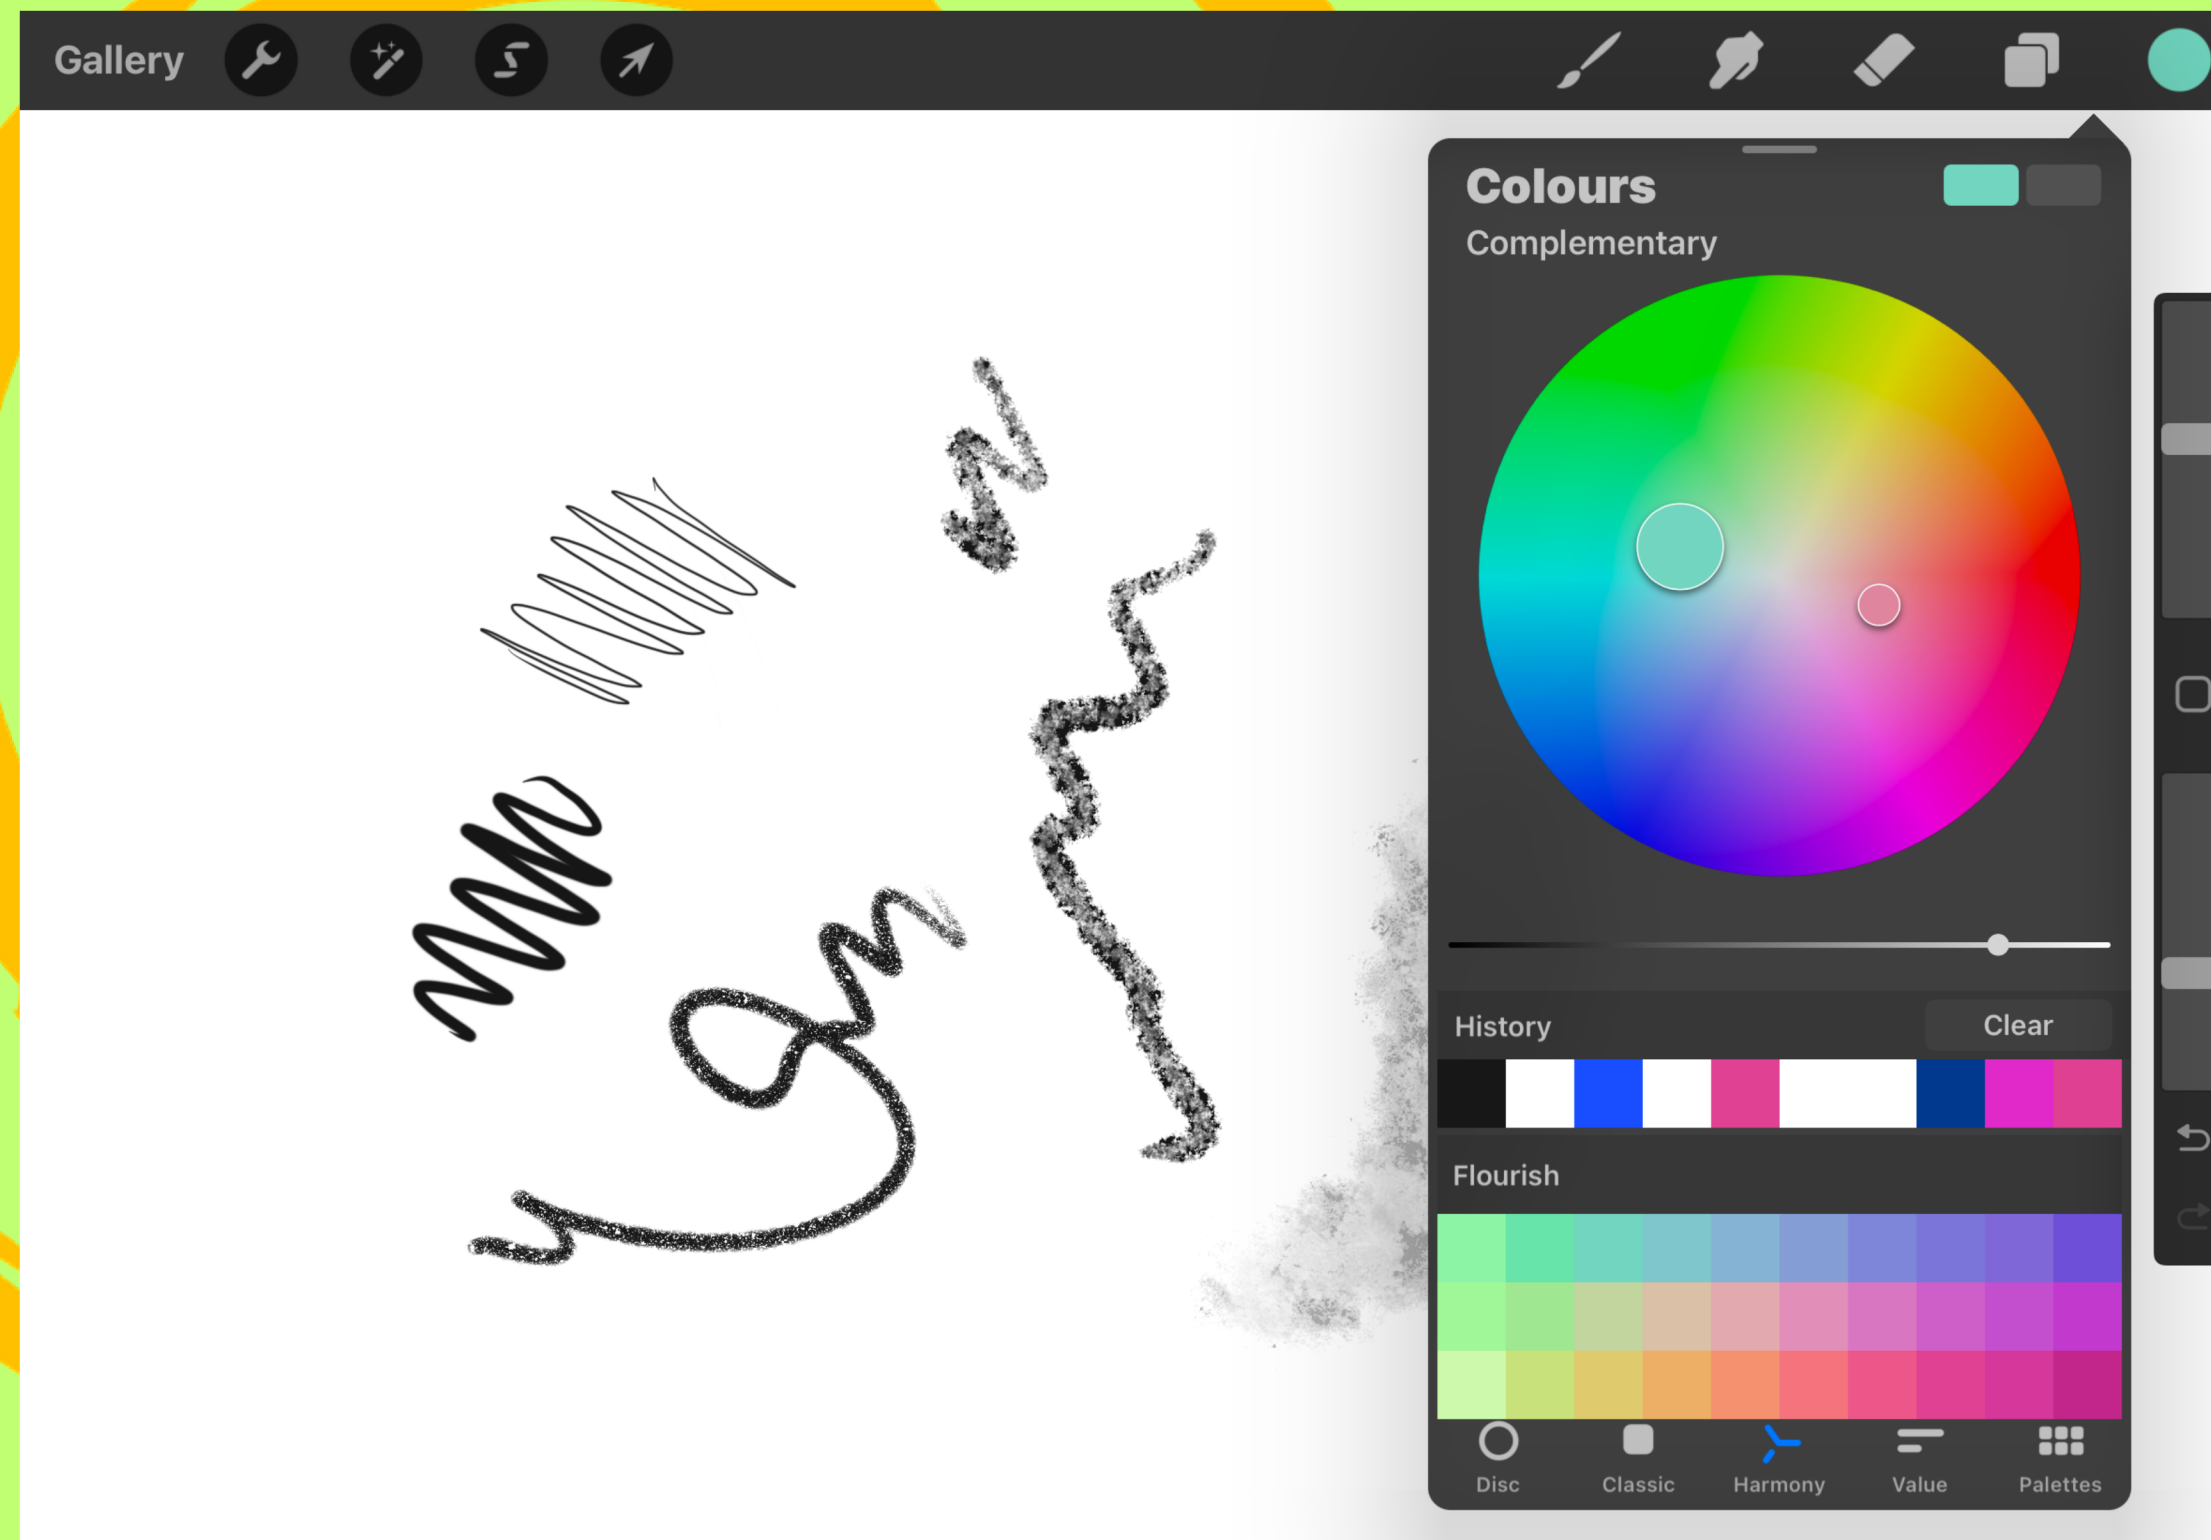 Gallery
Colours
Complementary
History
Clear
Flourish
Disc
Classic
Harmony
Value
Palettes